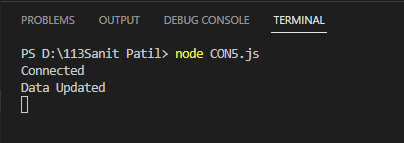 PROBLEMS OUTPUT DEBUG CONSOLE TERMINAL
PS D:\113Sanit Patil> node CON5.js
Connected
Data Updated